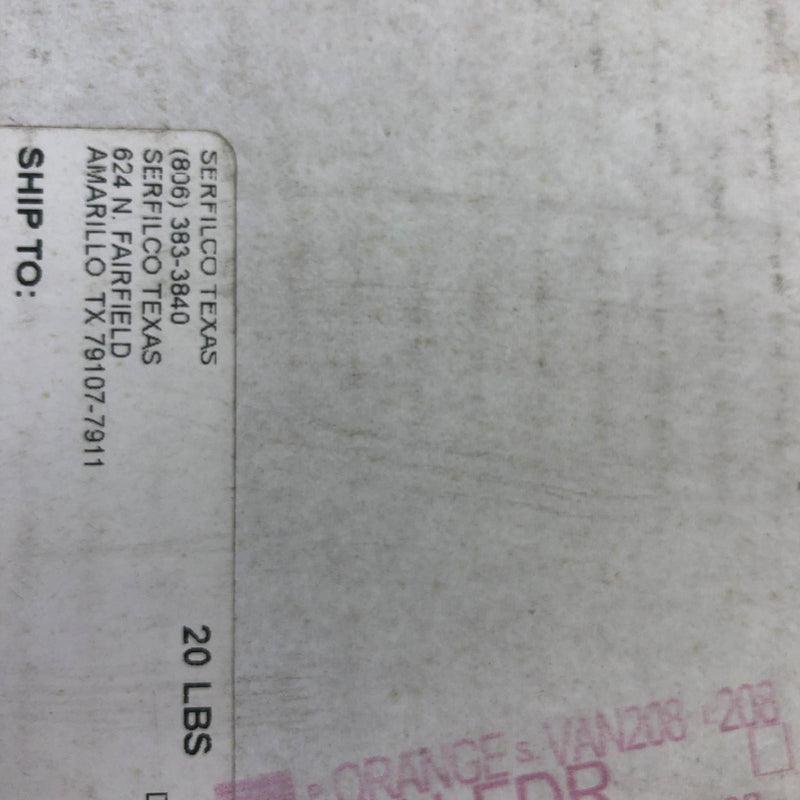 SERFILCO TEXAS
(806) 383-3840
SERFILCO TEXAS
624 N. FAIRFIELD
AMARILLO TX 79107-7911
20 LBS
SHIP TO:
ORANGE S: VAN208
208